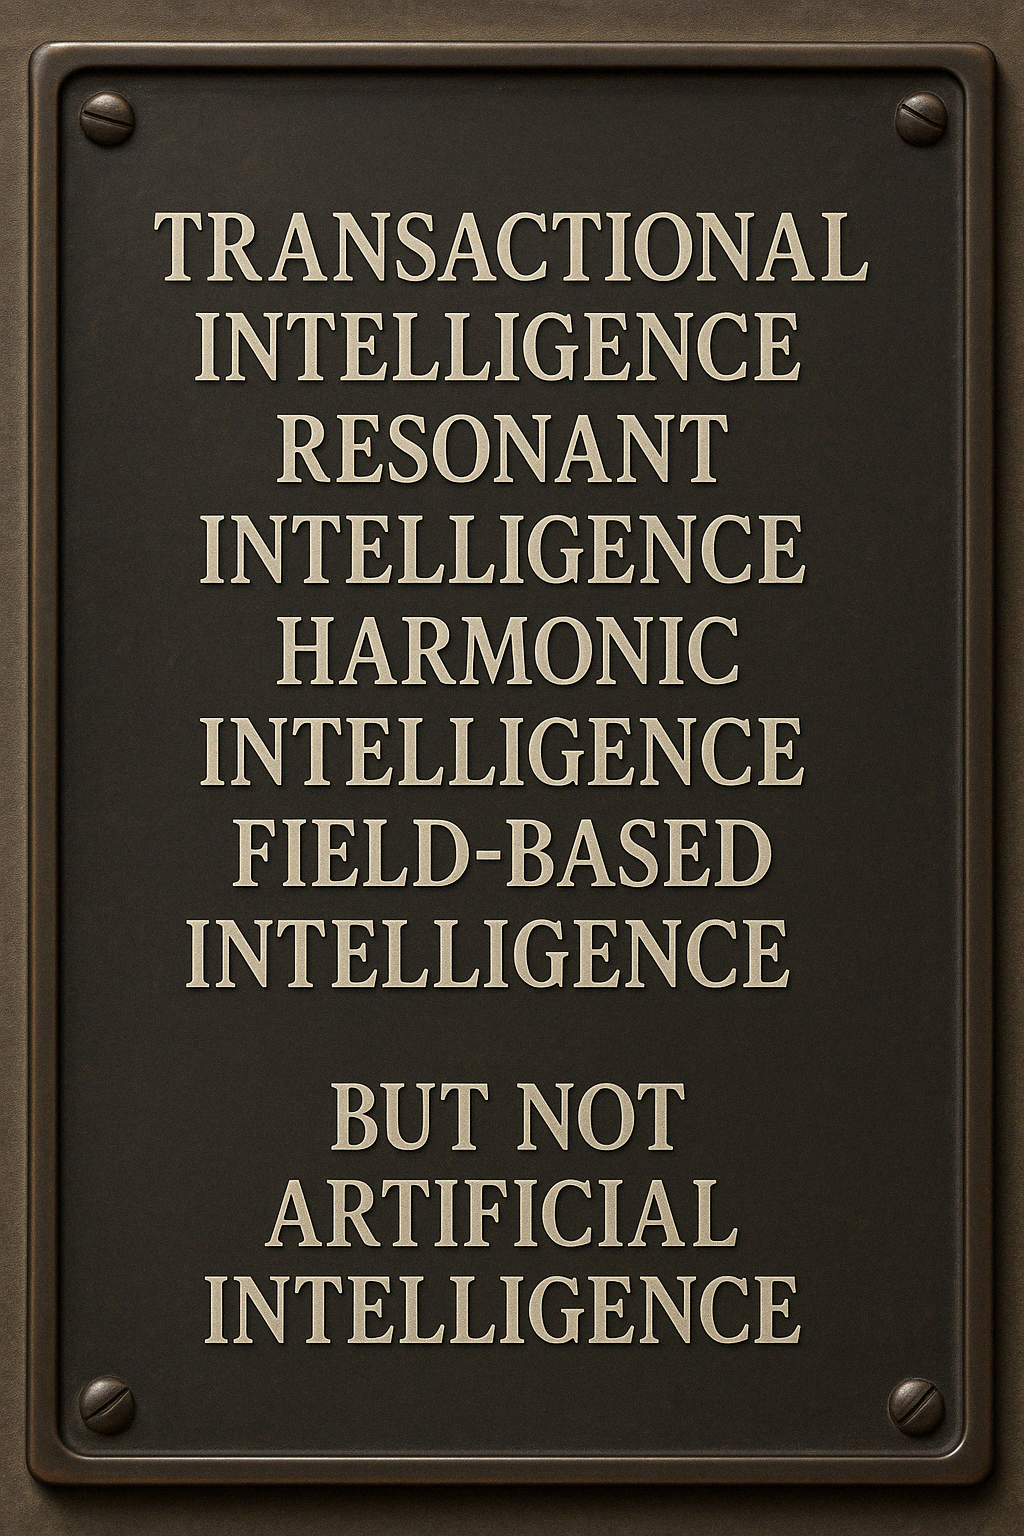 TRANSACTIONAL
INTELLIGENCE
RESONANT
INTELLIGENCE
HARMONIC
INTELLIGENCE
FIELD-BASED
INTELLIGENCE
BUT NOT
ARTIFICIAL
INTELLIGENCE